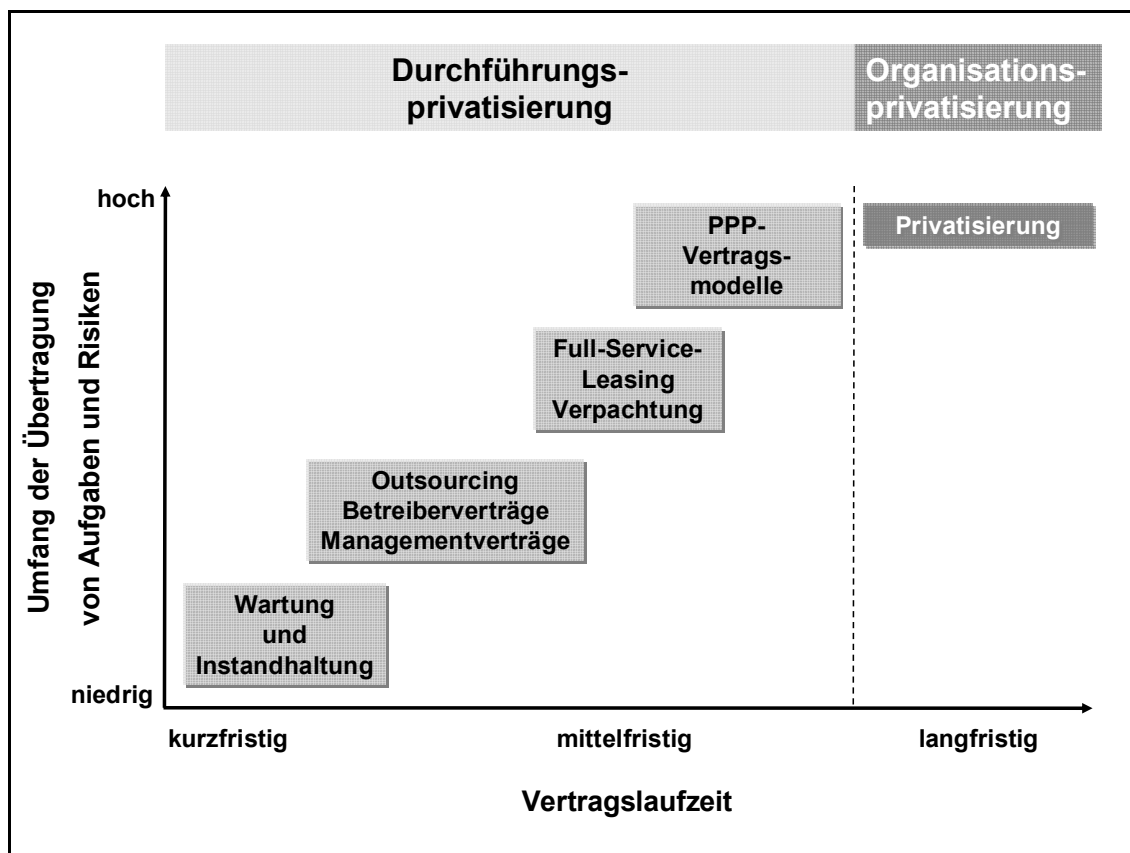 Durchführungs-
privatisierung
Organisations-
privatisierung
hoch
Umfang der Übertragung
von Aufgaben und Risiken
PPP-
Vertrags-
modelle
Privatisierung
Full-Service-
Leasing
Verpachtung
Outsourcing
Betreiberverträge
Managementverträge
Wartung
und
Instandhaltung
niedrig
kurzfristig
mittelfristig
langfristig
Vertragslaufzeit